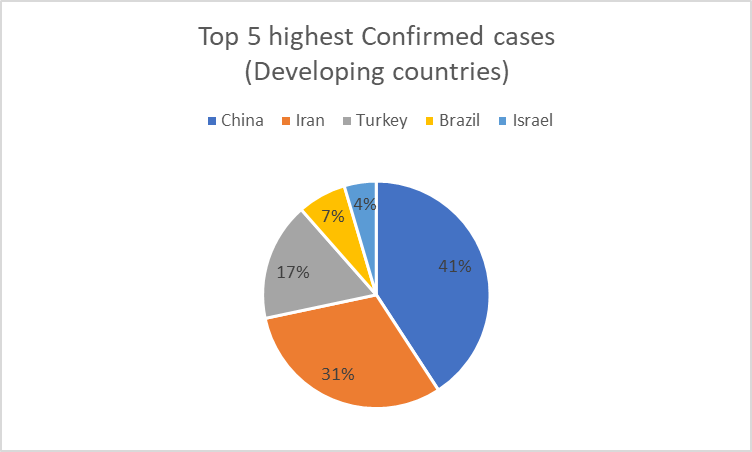 Top 5 highest Confirmed cases
(Developing countries)
China Iran Turkey Brazil Israel
4%
7%
41%
17%
31%